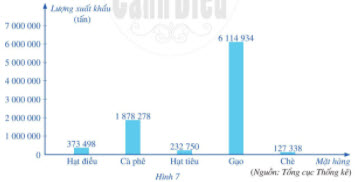 Cánh Diều
Lượng xuất khẩu
(tấn)
7 000 000
6 000 000
5 000 000
4 000 000
3 000 000
2 000 000
1 000 000
0
6 114 934
1 878 278
373 498
232 750
127 338
Hạt điều Cà phê Hạt tiêu Gạo Chè Mặt hàng
(Nguồn: Tổng cục Thống kê)
Hình 7